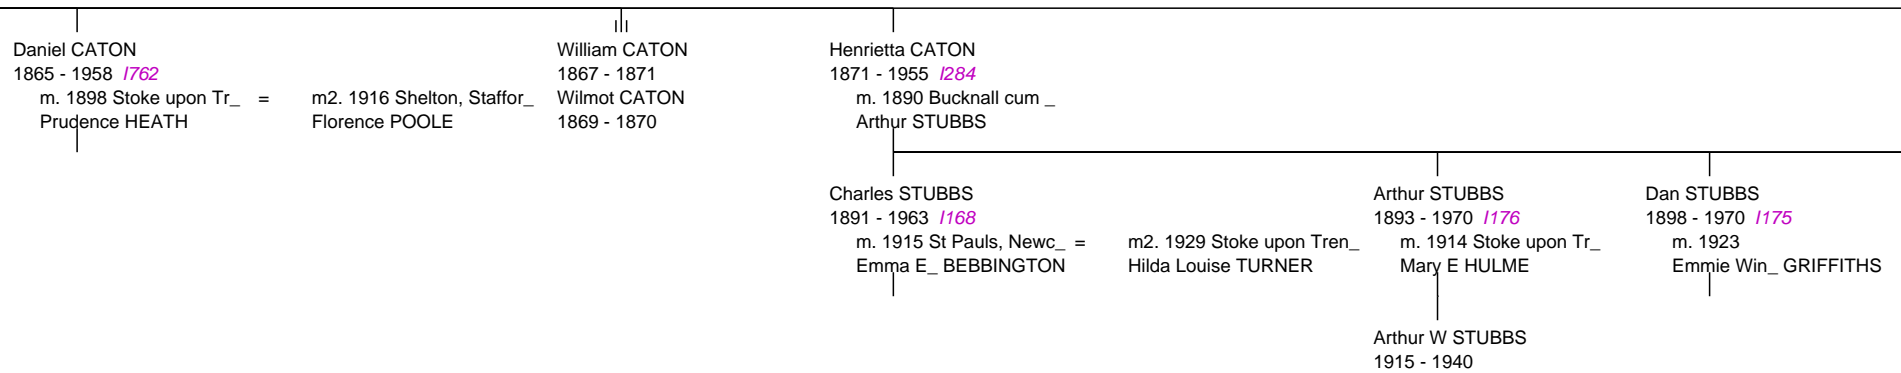 Daniel CATON
1865 - 1958 I762
m. 1898 Stoke upon Tr_ = m2. 1916 Shelton, Staffor_
Prudence HEATH Florence POOLE
William CATON
1867 - 1871
Wilmot CATON
1869 - 1870
Henrietta CATON
1871 - 1955 I284
m. 1890 Bucknall cum _
Arthur STUBBS
Charles STUBBS
1891 - 1963 I168
m. 1915 St Pauls, Newc_ = m2. 1929 Stoke upon Tren_
Emma E_ BEBBINGTON Hilda Louise TURNER
Arthur STUBBS
1893 - 1970 I176
m. 1914 Stoke upon Tr_
Mary E HULME
Dan STUBBS
1898 - 1970 I175
m. 1923
Emmie Win_ GRIFFITHS
Arthur W STUBBS
1915 - 1940